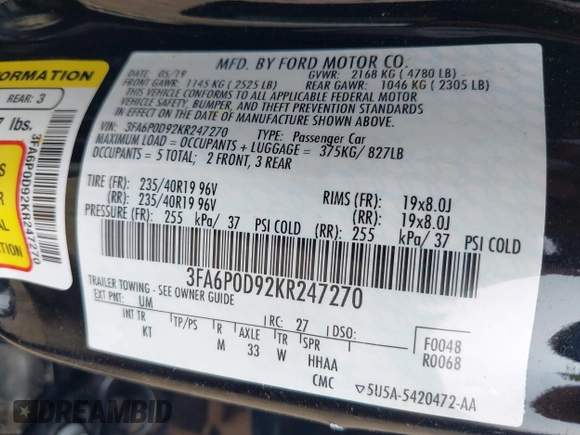 MFD. BY FORD MOTOR CO.
DATE: 05/19 GVWR: 2168 KG ( 4780 LB)
FRONT GAWR: 1145 KG ( 2525 LB) REAR GAWR: 1046 KG ( 2305 LB)
THIS VEHICLE CONFORMS TO ALL APPLICABLE FEDERAL MOTOR
VEHICLE SAFETY, BUMPER, AND THEFT PREVENTION STANDARDS
IN EFFECT ON THE DATE OF MANUFACTURE SHOWN ABOVE.
VIN: 3FA6P0D92KR247270 TYPE: Passenger Car
MAXIMUM LOAD = OCCUPANTS + LUGGAGE = 375KG/ 827LB
OCCUPANTS = 5 TOTAL; 2 FRONT, 3 REAR
TIRE (FR): 235/40R19 96V RIMS (FR): 19x8.0J
(RR): 235/40R19 96V (RR): 19x8.0J
PRESSURE (FR): 255 kPa/ 37 PSI COLD (RR): 255 kPa/ 37 PSI COLD
3FA6P0D92KR247270
TRAILER TOWING - SEE OWNER GUIDE
EXT PNT: UM RC: 27 DSO: F0048
INT TR TP/PS R AXLE TR SPR R0068
KT M 33 W HHAA
CMC 5U5A-5420472-AA
FORMATION
REAR: 3
7 lbs.
3FA6P0D92KR247270
DREAMBID